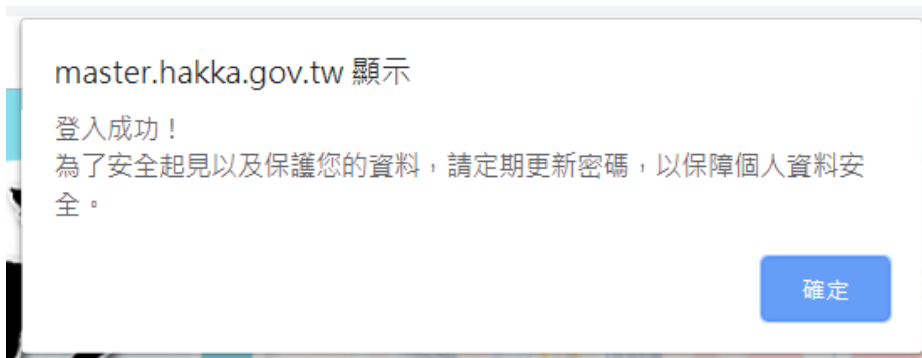 master.hakka.gov.tw 顯示
登入成功！
為了安全起見以及保護您的資料，請定期更新密碼，以保障個人資料安
全。
確定